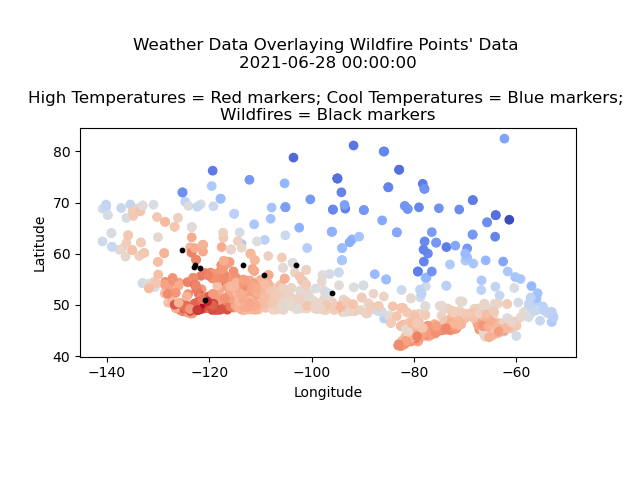 Weather Data Overlaying Wildfire Points' Data
2021-06-28 00:00:00
High Temperatures = Red markers; Cool Temperatures = Blue markers;
Wildfires = Black markers
80
70
60
50
40
Latitude
−140 −120 −100 −80 −60
Longitude